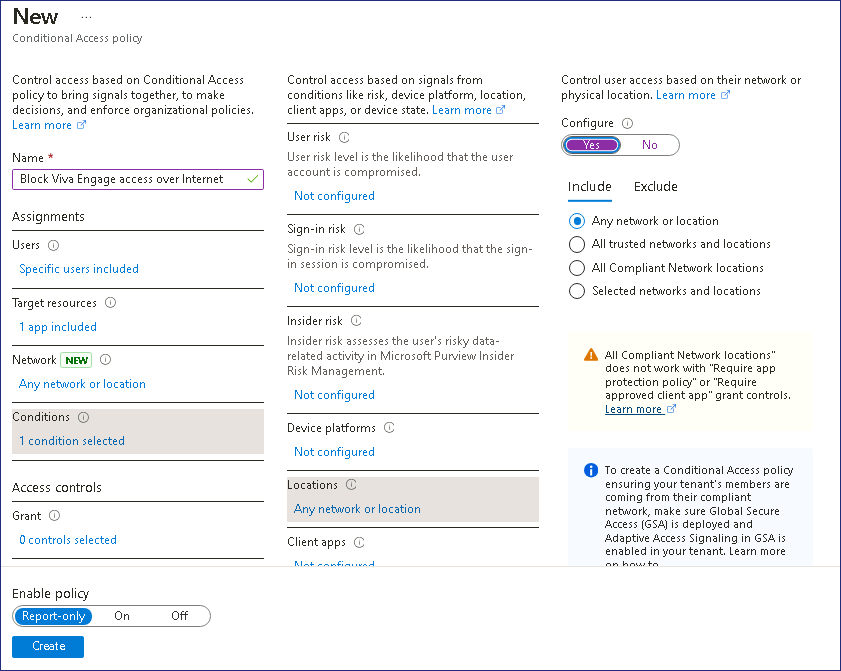 New ...
Conditional Access policy
Control access based on Conditional Access
policy to bring signals together, to make
decisions, and enforce organizational policies.
Learn more
Name *
Block Viva Engage access over Internet
Assignments
Users
Specific users included
Target resources
1 app included
Network NEW
Any network or location
Conditions
1 condition selected
Access controls
Grant
0 controls selected
Control access based on signals from
conditions like risk, device platform, location,
client apps, or device state. Learn more
User risk
User risk level is the likelihood that the user
account is compromised.
Not configured
Sign-in risk
Sign-in risk level is the likelihood that the sign-
in session is compromised.
Not configured
Insider risk
Insider risk assesses the user's risky data-
related activity in Microsoft Purview Insider
Risk Management.
Not configured
Device platforms
Not configured
Locations
Any network or location
Client apps
Not configured
Control user access based on their network or
physical location. Learn more
Configure
Yes No
Include Exclude
Any network or location
All trusted networks and locations
All Compliant Network locations
Selected networks and locations
All Compliant Network locations"
does not work with "Require app
protection policy" or "Require
approved client app" grant controls.
Learn more
To create a Conditional Access policy
ensuring your tenant's members are
coming from their compliant
network, make sure Global Secure
Access (GSA) is deployed and
Adaptive Access Signaling in GSA is
enabled in your tenant. Learn more
on how to
Enable policy
Report-only On Off
Create